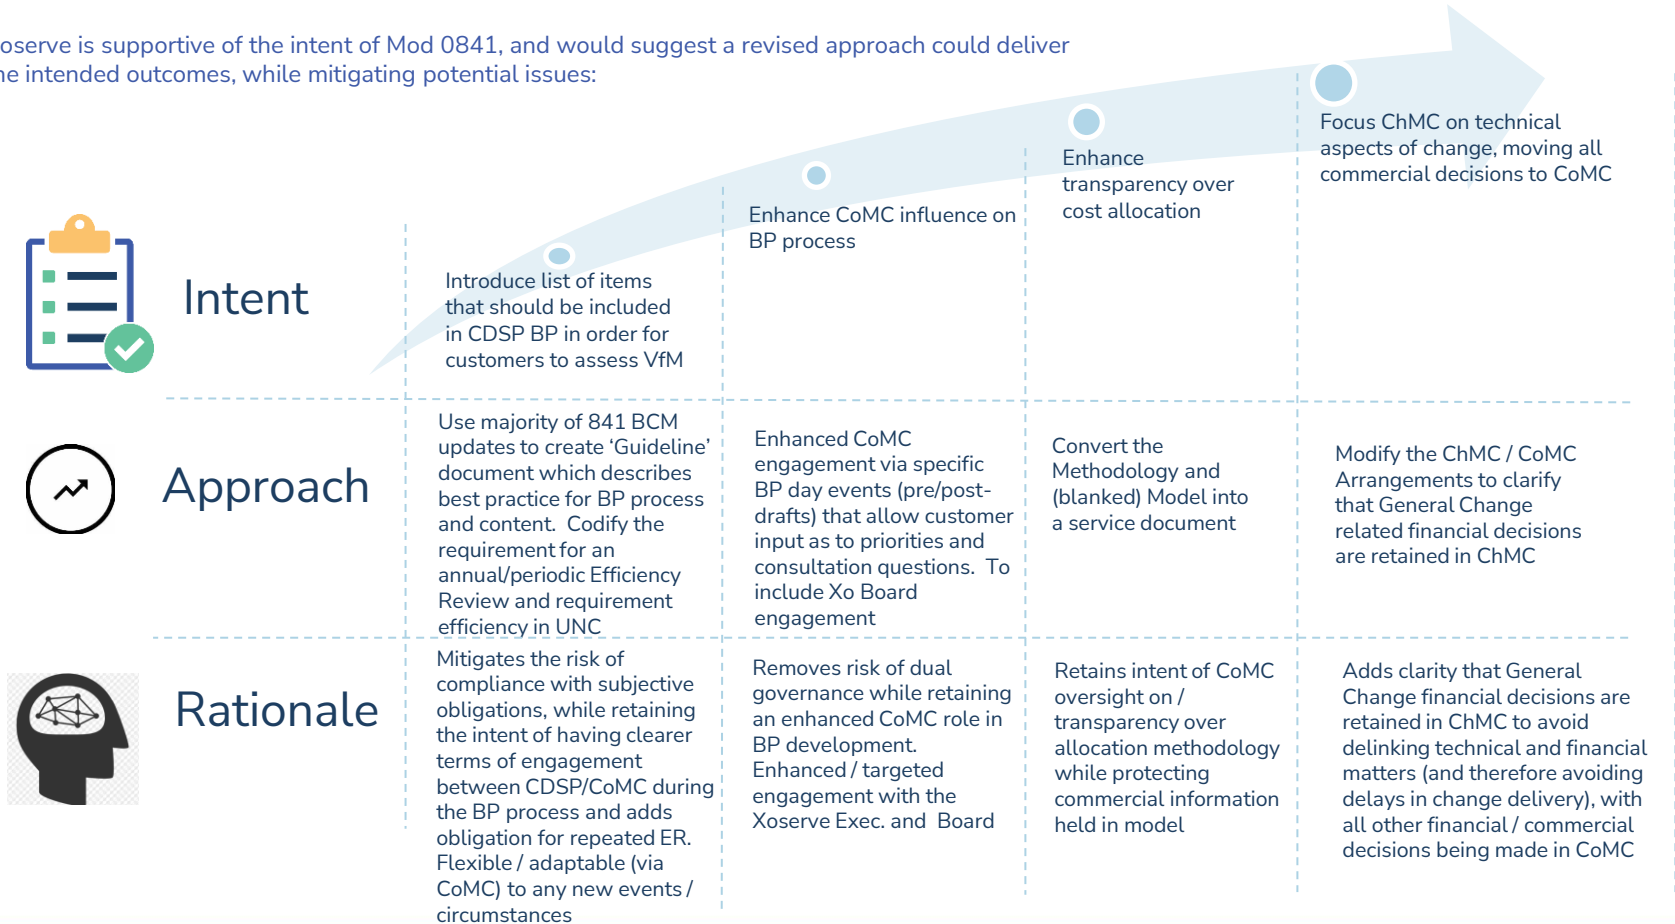 oserve is supportive of the intent of Mod 0841, and would suggest a revised approach could deliver
he intended outcomes, while mitigating potential issues:
Intent
Introduce list of items
that should be included
in CDSP BP in order for
customers to assess VfM
Enhance CoMC influence on
BP process
Enhance
transparency over
cost allocation
Focus ChMC on technical
aspects of change, moving all
commercial decisions to CoMC
Approach
Use majority of 841 BCM
updates to create ‘Guideline’
document which describes
best practice for BP process
and content.  Codify the
requirement for an
annual/periodic Efficiency
Review and requirement
efficiency in UNC
Enhanced CoMC
engagement via specific
BP day events (pre/post-
drafts) that allow customer
input as to priorities and
consultation questions.  To
include Xo Board
engagement
Convert the
Methodology and
(blanked) Model into
a service document
Modify the ChMC / CoMC
Arrangements to clarify
that General Change
related financial decisions
are retained in ChMC
Rationale
Mitigates the risk of
compliance with subjective
obligations, while retaining
the intent of having clearer
terms of engagement
between CDSP/CoMC during
the BP process and adds
obligation for repeated ER.
Flexible / adaptable (via
CoMC) to any new events /
circumstances
Removes risk of dual
governance while retaining
an enhanced CoMC role in
BP development.
Enhanced / targeted
engagement with the
Xoserve Exec. and  Board
Retains intent of CoMC
oversight on /
transparency over
allocation methodology
while protecting
commercial information
held in model
Adds clarity that General
Change financial decisions are
retained in ChMC to avoid
delinking technical and financial
matters (and therefore avoiding
delays in change delivery), with
all other financial / commercial
decisions being made in CoMC